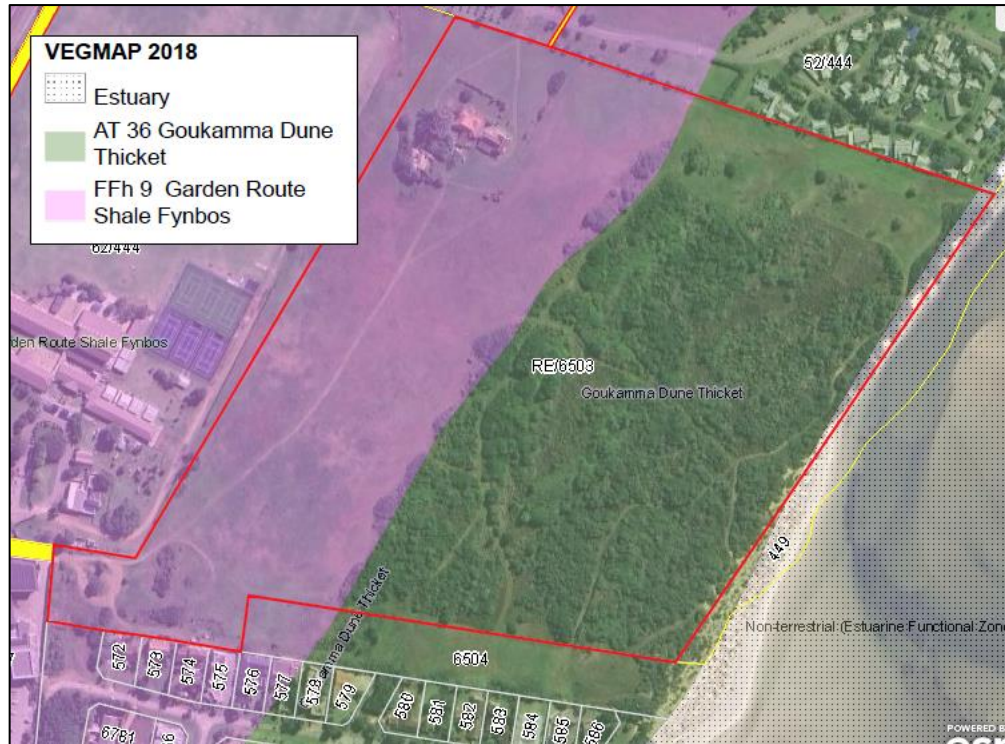 VEGMAP 2018
Estuary
AT 36 Goukamma Dune
Thicket
FFh 9 Garden Route
Shale Fynbos
52/444
62/444
den Route Shale Fynbos
RE/6503
Goukamma Dune Thicket
449
Non-terrestrial (Estuarine Functional Zone
amma Dune Thicket
6504
572
573
574
575
576
577
578
579
580
581
582
583
584
585
586
6781
POWERED B